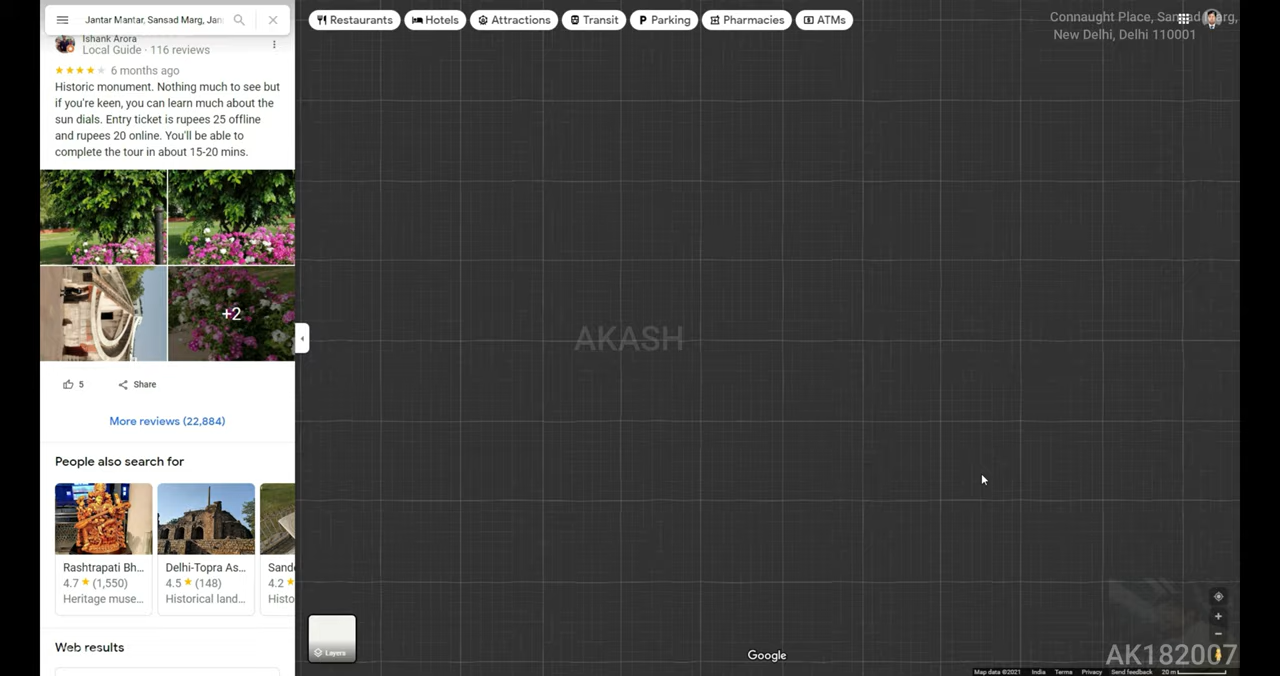 Jantar Mantar, Sansad Marg, Jan
Restaurants
Hotels
Attractions
Transit
Parking
Pharmacies
ATMs
Connaught Place, Sansad Marg,
New Delhi, Delhi 110001
Ishank Arora
Local Guide · 116 reviews
6 months ago
Historic monument. Nothing much to see but
if you're keen, you can learn much about the
sun dials. Entry ticket is rupees 25 offline
and rupees 20 online. You'll be able to
complete the tour in about 15-20 mins.
+2
5
Share
More reviews (22,884)
People also search for
Rashtrapati Bh...
4.7 ★ (1,550)
Heritage muse...
Delhi-Topra As...
4.5 ★ (148)
Historical land...
Sand
4.2 ★
Histo
Web results
AKASH
Layers
Google
AK182007
Map data ©2021 India Terms Privacy Send feedback 20 m